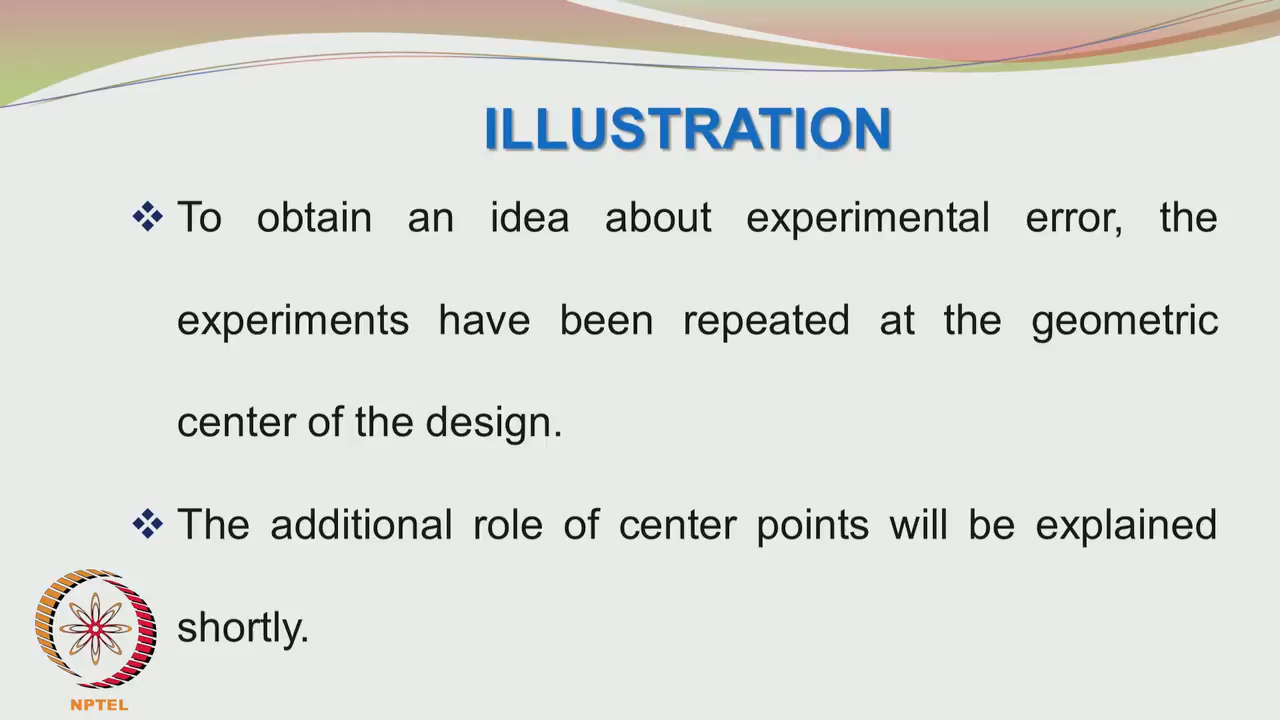 ILLUSTRATION
❖ To obtain an idea about experimental error, the
experiments have been repeated at the geometric
center of the design.
❖ The additional role of center points will be explained
shortly.
NPTEL